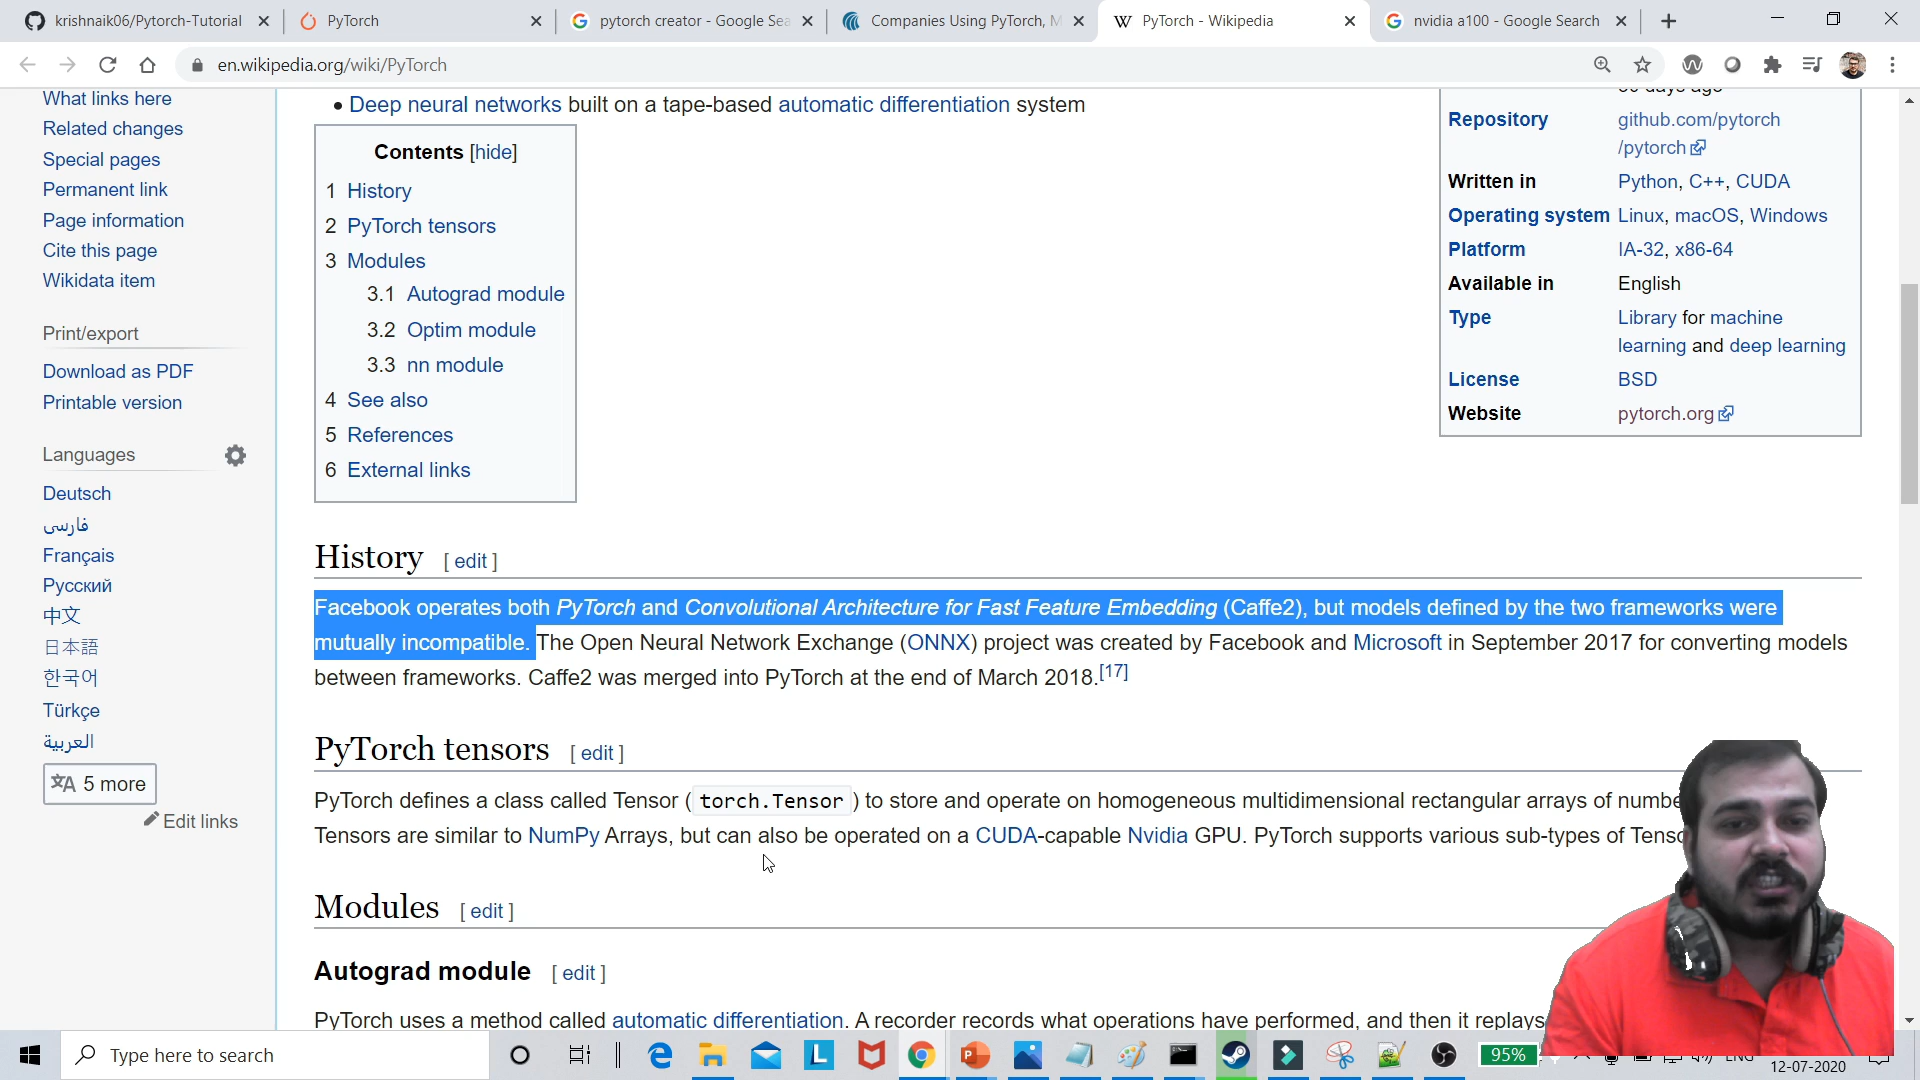 krishnaik06/Pytorch-Tutorial
PyTorch
pytorch creator - Google Sea
Companies Using PyTorch, M
PyTorch - Wikipedia
nvidia a100 - Google Search
en.wikipedia.org/wiki/PyTorch
What links here
Related changes
Special pages
Permanent link
Page information
Cite this page
Wikidata item
Print/export
Download as PDF
Printable version
Languages
Deutsch
فارسی
Français
Русский
中文
日本語
한국어
Türkçe
العربية
5 more
Edit links
• Deep neural networks built on a tape-based automatic differentiation system
Contents [hide]
1 History
2 PyTorch tensors
3 Modules
3.1 Autograd module
3.2 Optim module
3.3 nn module
4 See also
5 References
6 External links
Repository github.com/pytorch
/pytorch
Written in Python, C++, CUDA
Operating system Linux, macOS, Windows
Platform IA-32, x86-64
Available in English
Type Library for machine
learning and deep learning
License BSD
Website pytorch.org
History [ edit ]
Facebook operates both PyTorch and Convolutional Architecture for Fast Feature Embedding (Caffe2), but models defined by the two frameworks were
mutually incompatible. The Open Neural Network Exchange (ONNX) project was created by Facebook and Microsoft in September 2017 for converting models
between frameworks. Caffe2 was merged into PyTorch at the end of March 2018.[17]
PyTorch tensors [ edit ]
PyTorch defines a class called Tensor ( torch.Tensor ) to store and operate on homogeneous multidimensional rectangular arrays of numbe
Tensors are similar to NumPy Arrays, but can also be operated on a CUDA-capable Nvidia GPU. PyTorch supports various sub-types of Tenso
Modules [ edit ]
Autograd module [ edit ]
PyTorch uses a method called automatic differentiation. A recorder records what operations have performed, and then it replays
Type here to search
95%
ENG
12-07-2020